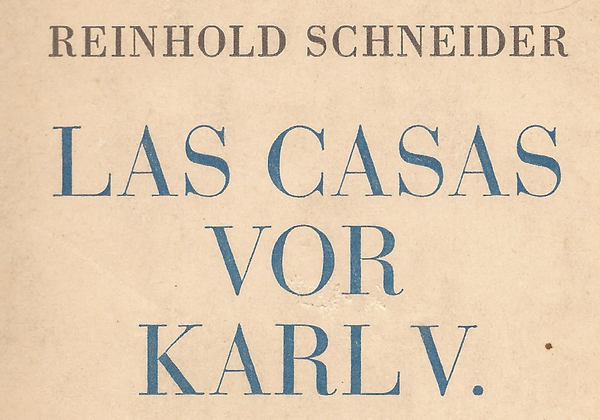 REINHOLD SCHNEIDER
LAS CASAS
VOR
KARL V.